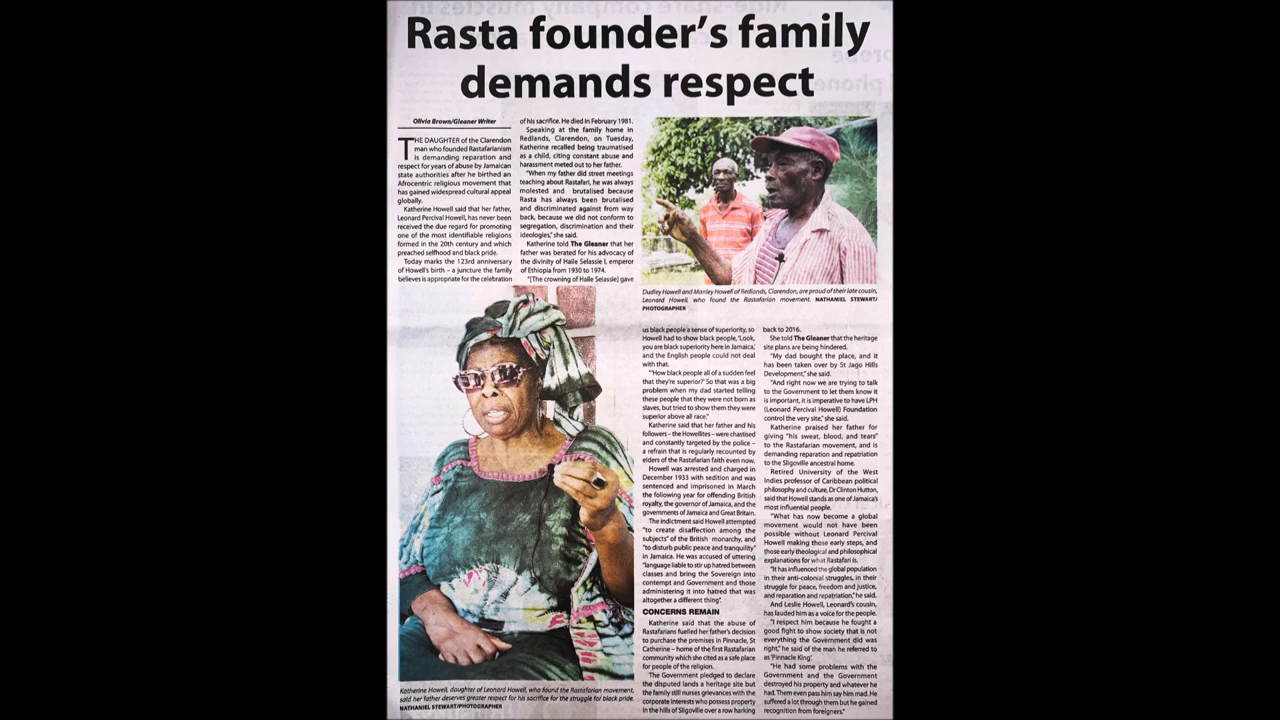 Rasta founder's family
demands respect
Olivia Brown/Gleaner Writer
THE DAUGHTER of the Clarendon
man who founded Rastafarianism
is demanding reparation and
respect for years of abuse by Jamaican
state authorities after he birthed an
Afrocentric religious movement that
has gained widespread cultural appeal
globally.
Katherine Howell said that her father,
Leonard Percival Howell, has never been
received the due regard for promoting
one of the most identifiable religions
formed in the 20th century and which
preached selfhood and black pride.
Today marks the 123rd anniversary
of Howell's birth – a juncture the family
believes is appropriate for the celebration
of his sacrifice. He died in February 1981.
Speaking at the family home in
Redlands, Clarendon, on Tuesday,
Katherine recalled being traumatised
as a child, citing constant abuse and
harassment meted out to her father.
"When my father did street meetings
teaching about Rastafari, he was always
molested and brutalised because
Rasta has always been brutalised
and discriminated against from way
back, because we did not conform to
segregation, discrimination and their
ideologies," she said.
Katherine told The Gleaner that her
father was berated for his advocacy of
the divinity of Haile Selassie I, emperor
of Ethiopia from 1930 to 1974.
"[The crowning of Haile Selassie] gave
Dudley Howell and Manley Howell of Redlands, Clarendon, are proud of their late cousin,
Leonard Howell, who found the Rastafarian movement. NATHANIEL STEWART/
PHOTOGRAPHER
us black people a sense of superiority, so
Howell had to show black people, 'Look,
you are black superiority here in Jamaica,'
and the English people could not deal
with that.
"'How black people all of a sudden feel
that they're superior?' So that was a big
problem when my dad started telling
these people that they were not born as
slaves, but tried to show them they were
superior above all race."
Katherine said that her father and his
followers – the Howellites – were chastised
and constantly targeted by the police –
a refrain that is regularly recounted by
elders of the Rastafarian faith even now.
Howell was arrested and charged in
December 1933 with sedition and was
sentenced and imprisoned in March
the following year for offending British
royalty, the governor of Jamaica, and the
governments of Jamaica and Great Britain.
The indictment said Howell attempted
"to create disaffection among the
subjects" of the British monarchy, and
"to disturb public peace and tranquility"
in Jamaica. He was accused of uttering
"language liable to stir up hatred between
classes and bring the Sovereign into
contempt and Government and those
administering it into hatred that was
altogether a different thing".
CONCERNS REMAIN
Katherine said that the abuse of
Rastafarians fuelled her father's decision
to purchase the premises in Pinnacle, St
Catherine – home of the first Rastafarian
community which she cited as a safe place
for people of the religion.
The Government pledged to declare
the disputed lands a heritage site but
the family still nurses grievances with the
corporate interests who possess property
in the hills of Sligoville over a row harking
back to 2016.
She told The Gleaner that the heritage
site plans are being hindered.
"My dad bought the place, and it
has been taken over by St Jago Hills
Development," she said.
"And right now we are trying to talk
to the Government to let them know it
is important, it is imperative to have LPH
(Leonard Percival Howell) Foundation
control the very site," she said.
Katherine praised her father for
giving "his sweat, blood, and tears"
to the Rastafarian movement, and is
demanding reparation and repatriation
to the Sligoville ancestral home.
Retired University of the West
Indies professor of Caribbean political
philosophy and culture, Dr Clinton Hutton,
said that Howell stands as one of Jamaica's
most influential people.
"What has now become a global
movement would not have been
possible without Leonard Percival
Howell making those early steps, and
those early theological and philosophical
explanations for what Rastafari is.
"It has influenced the global population
in their anti-colonial struggles, in their
struggle for peace, freedom and justice,
and reparation and repatriation," he said.
And Leslie Howell, Leonard's cousin,
has lauded him as a voice for the people.
"I respect him because he fought a
good fight to show society that is not
everything the Government did was
right," he said of the man he referred to
as 'Pinnacle King'.
"He had some problems with the
Government and the Government
destroyed his property and whatever he
had. Them even pass him say him mad. He
suffered a lot through them but he gained
recognition from foreigners."
Katherine Howell, daughter of Leonard Howell, who found the Rastafarian movement,
said her father deserves greater respect for his sacrifice for the struggle for black pride.
NATHANIEL STEWART/PHOTOGRAPHER